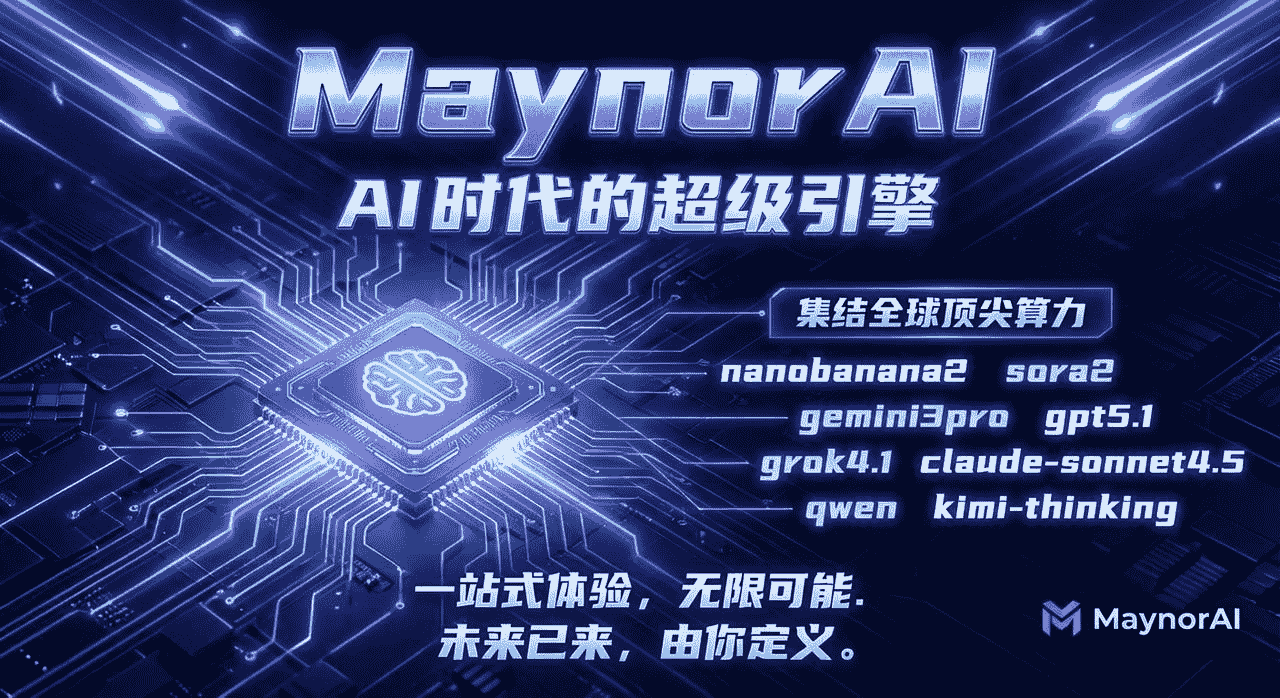 MaynorAI
AI时代的超级引擎
集结全球顶尖算力
nanobanana2 sora2
gemini3pro gpt5.1
grok4.1 claude-sonnet4.5
qwen kimi-thinking
一站式体验，无限可能.
未来已来，由你定义。
MaynorAI